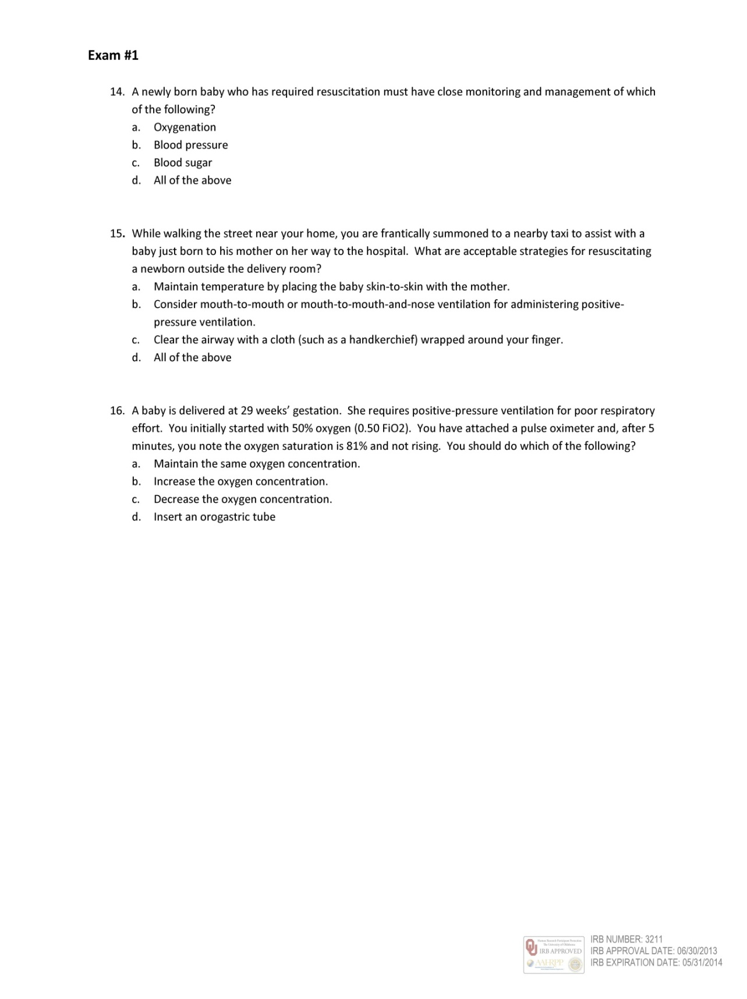 Exam #1
14. A newly born baby who has required resuscitation must have close monitoring and management of which
of the following?
a. Oxygenation
b. Blood pressure
c. Blood sugar
d. All of the above
15. While walking the street near your home, you are frantically summoned to a nearby taxi to assist with a
baby just born to his mother on her way to the hospital. What are acceptable strategies for resuscitating
a newborn outside the delivery room?
a. Maintain temperature by placing the baby skin-to-skin with the mother.
b. Consider mouth-to-mouth or mouth-to-mouth-and-nose ventilation for administering positive-
pressure ventilation.
c. Clear the airway with a cloth (such as a handkerchief) wrapped around your finger.
d. All of the above
16. A baby is delivered at 29 weeks’ gestation. She requires positive-pressure ventilation for poor respiratory
effort. You initially started with 50% oxygen (0.50 FiO2). You have attached a pulse oximeter and, after 5
minutes, you note the oxygen saturation is 81% and not rising. You should do which of the following?
a. Maintain the same oxygen concentration.
b. Increase the oxygen concentration.
c. Decrease the oxygen concentration.
d. Insert an orogastric tube
IRB APPROVED
AAHRPP
IRB NUMBER: 3211
IRB APPROVAL DATE: 06/30/2013
IRB EXPIRATION DATE: 05/31/2014